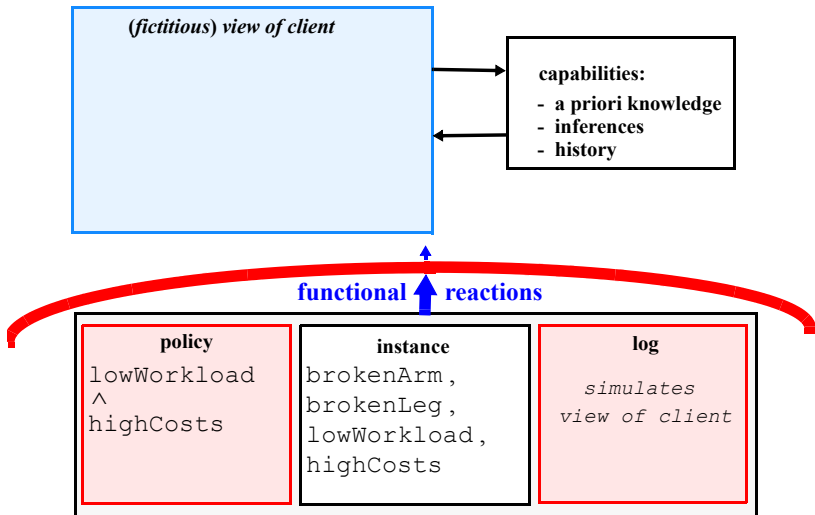 (fictitious) view of client
capabilities:
- a priori knowledge
- inferences
- history
functional reactions
policy
lowWorkload
^
highCosts
instance
brokenArm,
brokenLeg,
lowWorkload,
highCosts
log
simulates
view of client